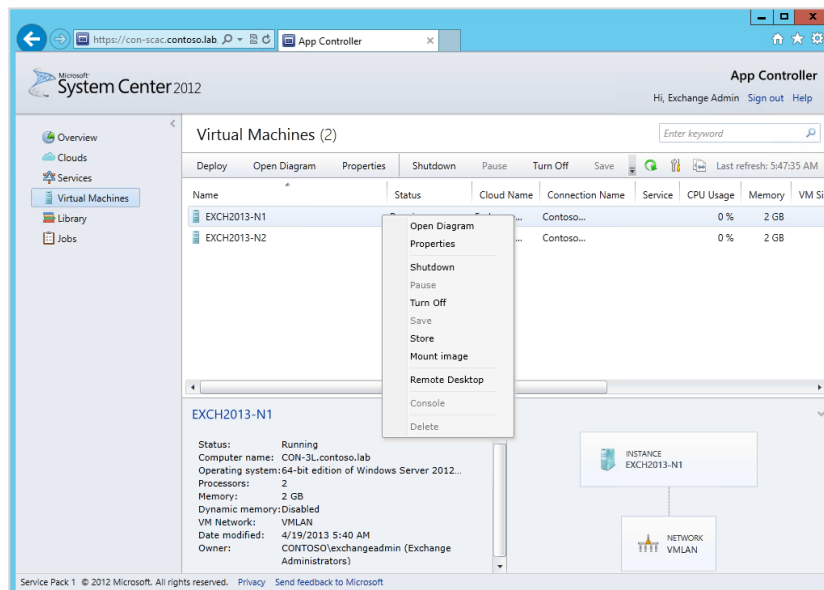 https://con-scac.contoso.lab
App Controller
Microsoft
System Center 2012
App Controller
Hi, Exchange Admin Sign out Help
Overview
Clouds
Services
Virtual Machines
Library
Jobs
Virtual Machines (2)
Enter keyword
Deploy Open Diagram Properties Shutdown Pause Turn Off Save Last refresh: 5:47:35 AM
Name Status Cloud Name Connection Name Service CPU Usage Memory VM Si
EXCH2013-N1 Contoso... 0 % 2 GB
EXCH2013-N2 ... Contoso... 0 % 2 GB
Open Diagram
Properties
Shutdown
Pause
Turn Off
Save
Store
Mount image
Remote Desktop
Console
Delete
EXCH2013-N1
Status: Running
Computer name: CON-3L.contoso.lab
Operating system: 64-bit edition of Windows Server 2012...
Processors: 2
Memory: 2 GB
Dynamic memory: Disabled
VM Network: VMLAN
Date modified: 4/19/2013 5:40 AM
Owner: CONTOSO\exchangeadmin (Exchange
Administrators)
INSTANCE
EXCH2013-N1
NETWORK
VMLAN
Service Pack 1 © 2012 Microsoft. All rights reserved. Privacy Send feedback to Microsoft